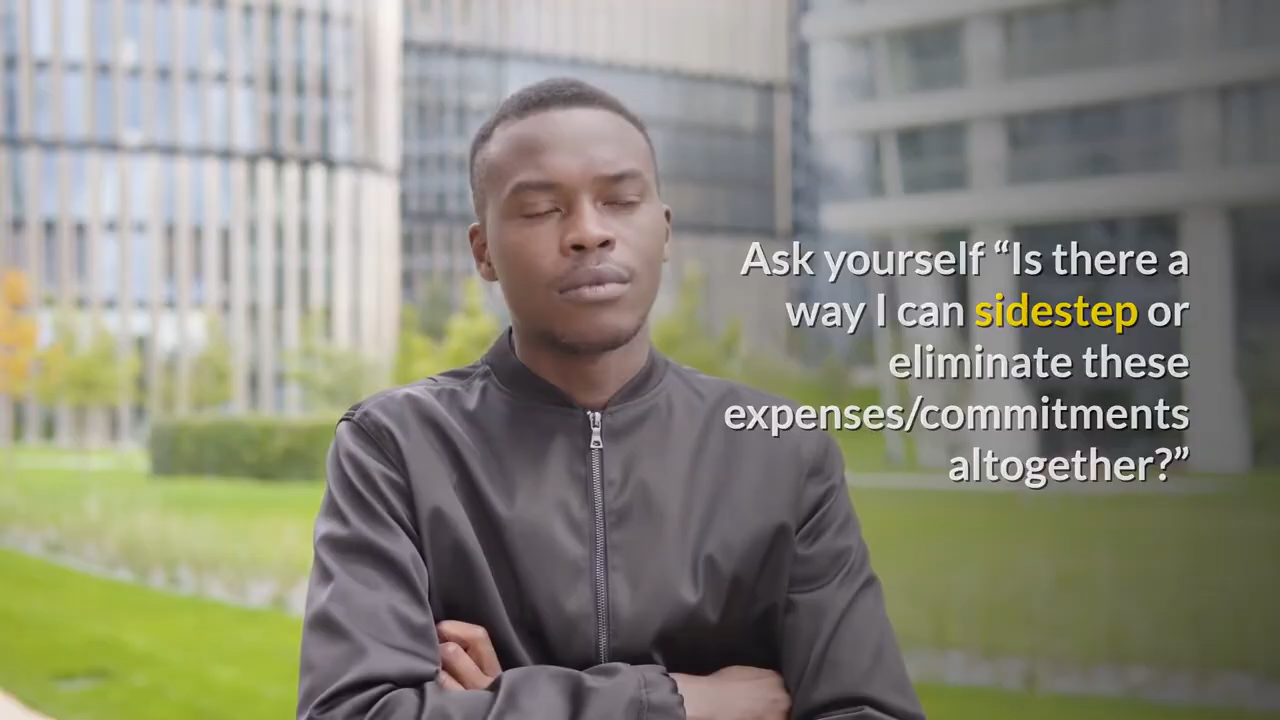 Ask yourself “Is there a
way I can sidestep or
eliminate these
expenses/commitments
altogether?”